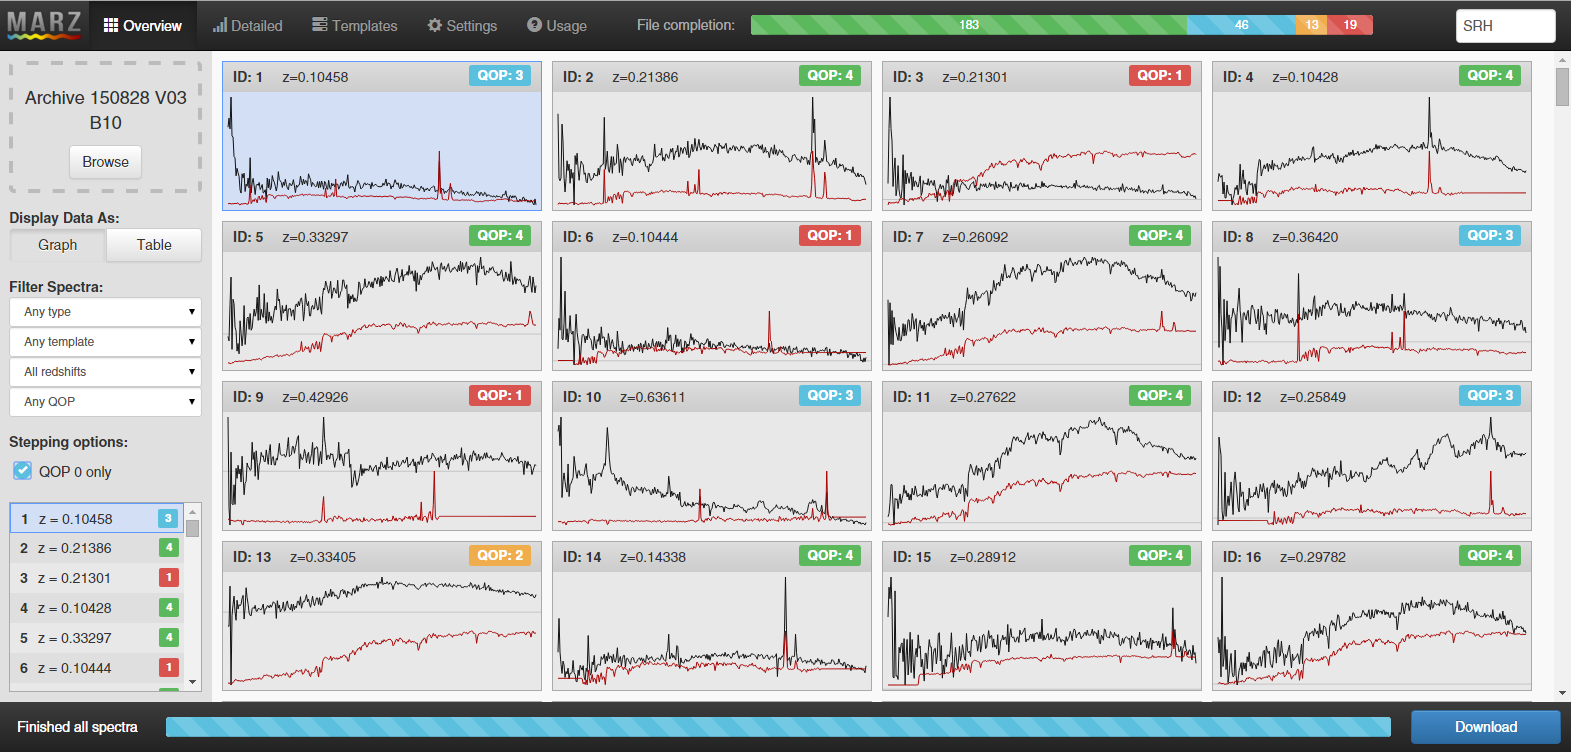 MARZ
Overview
Detailed
Templates
Settings
Usage
File completion:
183
46
13
19
SRH
Archive 150828 V03
B10
Browse
Display Data As:
Graph
Table
Filter Spectra:
Any type
Any template
All redshifts
Any QOP
Stepping options:
QOP 0 only
1 z = 0.10458 3
2 z = 0.21386 4
3 z = 0.21301 1
4 z = 0.10428 4
5 z = 0.33297 4
6 z = 0.10444 1
ID: 1 z=0.10458 QOP: 3
ID: 2 z=0.21386 QOP: 4
ID: 3 z=0.21301 QOP: 1
ID: 4 z=0.10428 QOP: 4
ID: 5 z=0.33297 QOP: 4
ID: 6 z=0.10444 QOP: 1
ID: 7 z=0.26092 QOP: 4
ID: 8 z=0.36420 QOP: 3
ID: 9 z=0.42926 QOP: 1
ID: 10 z=0.63611 QOP: 3
ID: 11 z=0.27622 QOP: 4
ID: 12 z=0.25849 QOP: 3
ID: 13 z=0.33405 QOP: 2
ID: 14 z=0.14338 QOP: 4
ID: 15 z=0.28912 QOP: 4
ID: 16 z=0.29782 QOP: 4
Finished all spectra
Download